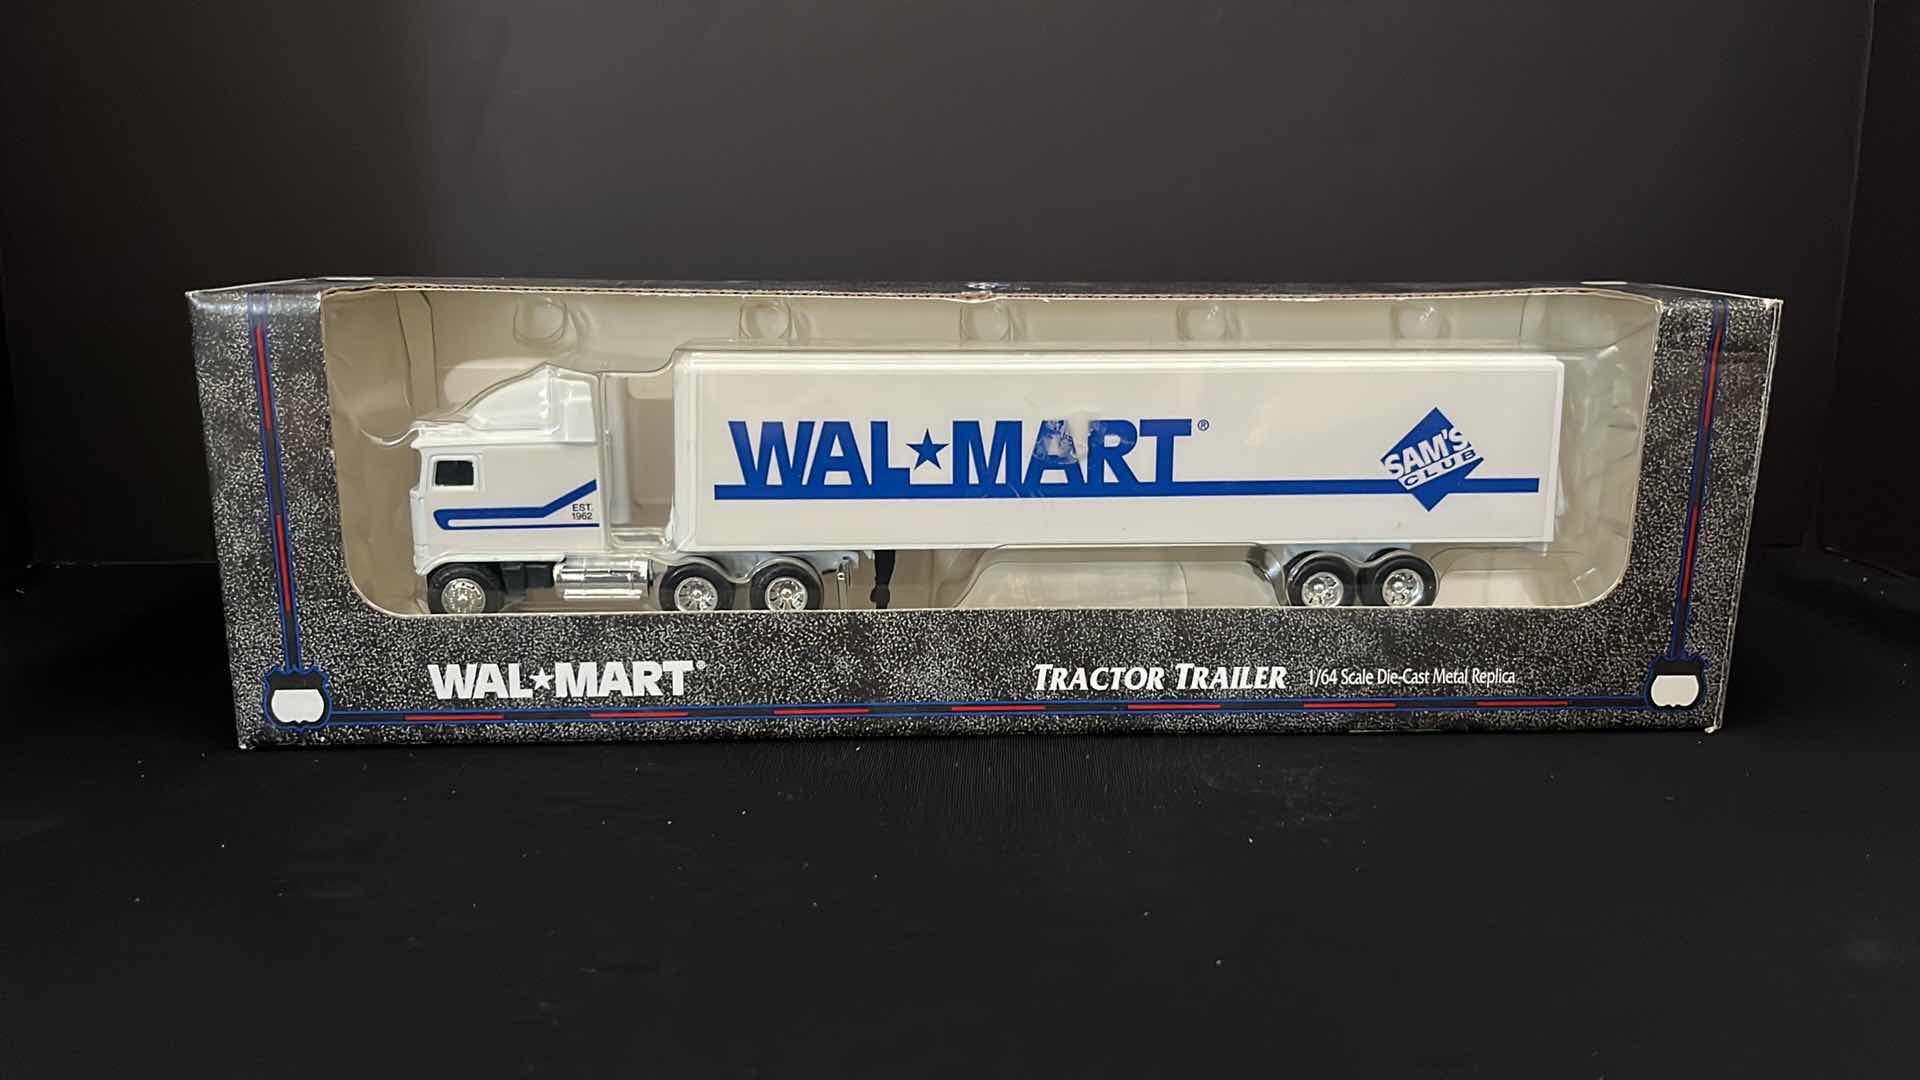 WAL★MART®
SAM'S
CLUB
EST.
1962
WAL★MART®
TRACTOR TRAILER 1/64 Scale Die-Cast Metal Replica